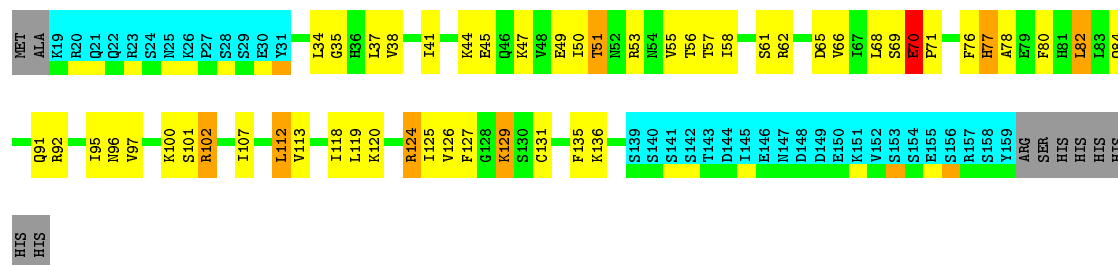 MET ALA K19 R20 Q21 Q22 R23 S24 N25 K26 P27 S28 S29 E30 Y31 L34 G35 H36 L37 V38 I41 K44 E45 Q46 K47 V48 E49 I50 T51 N52 R53 N54 V55 T56 T57 I58 S61 R62 D65 V66 I67 L68 S69 E70 P71 F76 H77 A78 E79 F80 H81 L82 L83 Q84
Q91 R92 I95 N96 V97 K100 S101 R102 I107 L112 V113 I118 L119 K120 R124 I125 V126 F127 G128 K129 S130 C131 F135 K136 S139 S140 S141 S142 T143 D144 I145 E146 N147 D148 D149 E150 K151 V152 S153 S154 E155 S156 R157 S158 Y159 ARG SER HIS HIS HIS HIS
HIS HIS